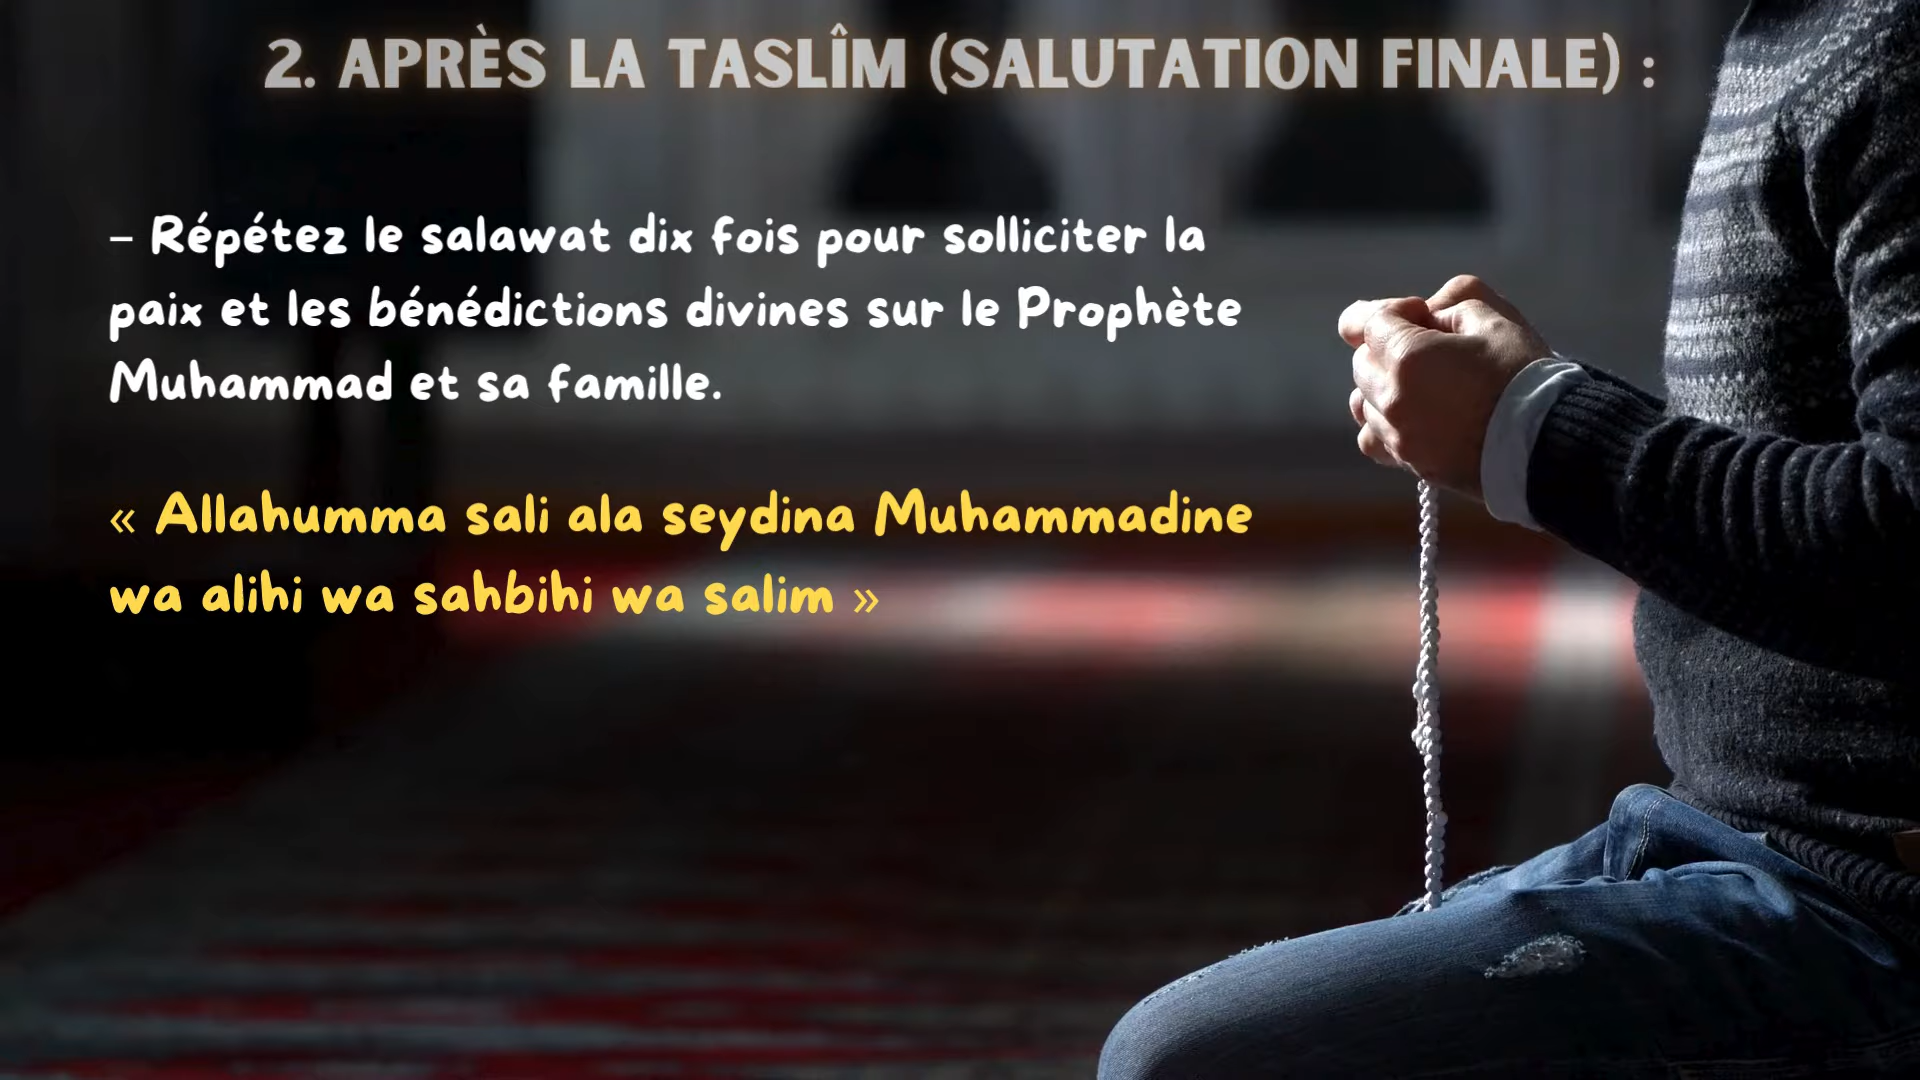 2. APRÈS LA TASLÎM (SALUTATION FINALE) :
– Répétez le salawat dix fois pour solliciter la
paix et les bénédictions divines sur le Prophète
Muhammad et sa famille.
« Allahumma sali ala seydina Muhammadine
wa alihi wa sahbihi wa salim »